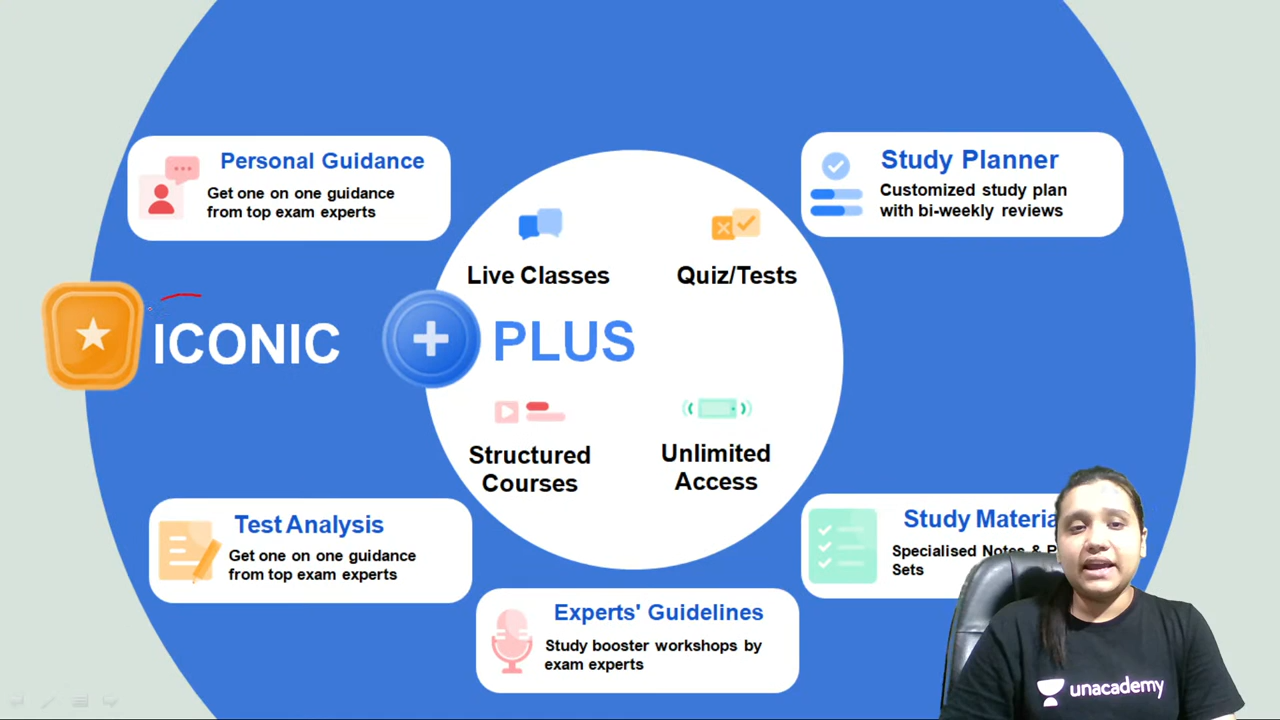 Personal Guidance
Get one on one guidance
from top exam experts
Study Planner
Customized study plan
with bi-weekly reviews
Live Classes
Quiz/Tests
ICONIC
PLUS
Structured
Courses
Unlimited
Access
Test Analysis
Get one on one guidance
from top exam experts
Study Materia
Specialised Notes & P
Sets
Experts' Guidelines
Study booster workshops by
exam experts
unacademy